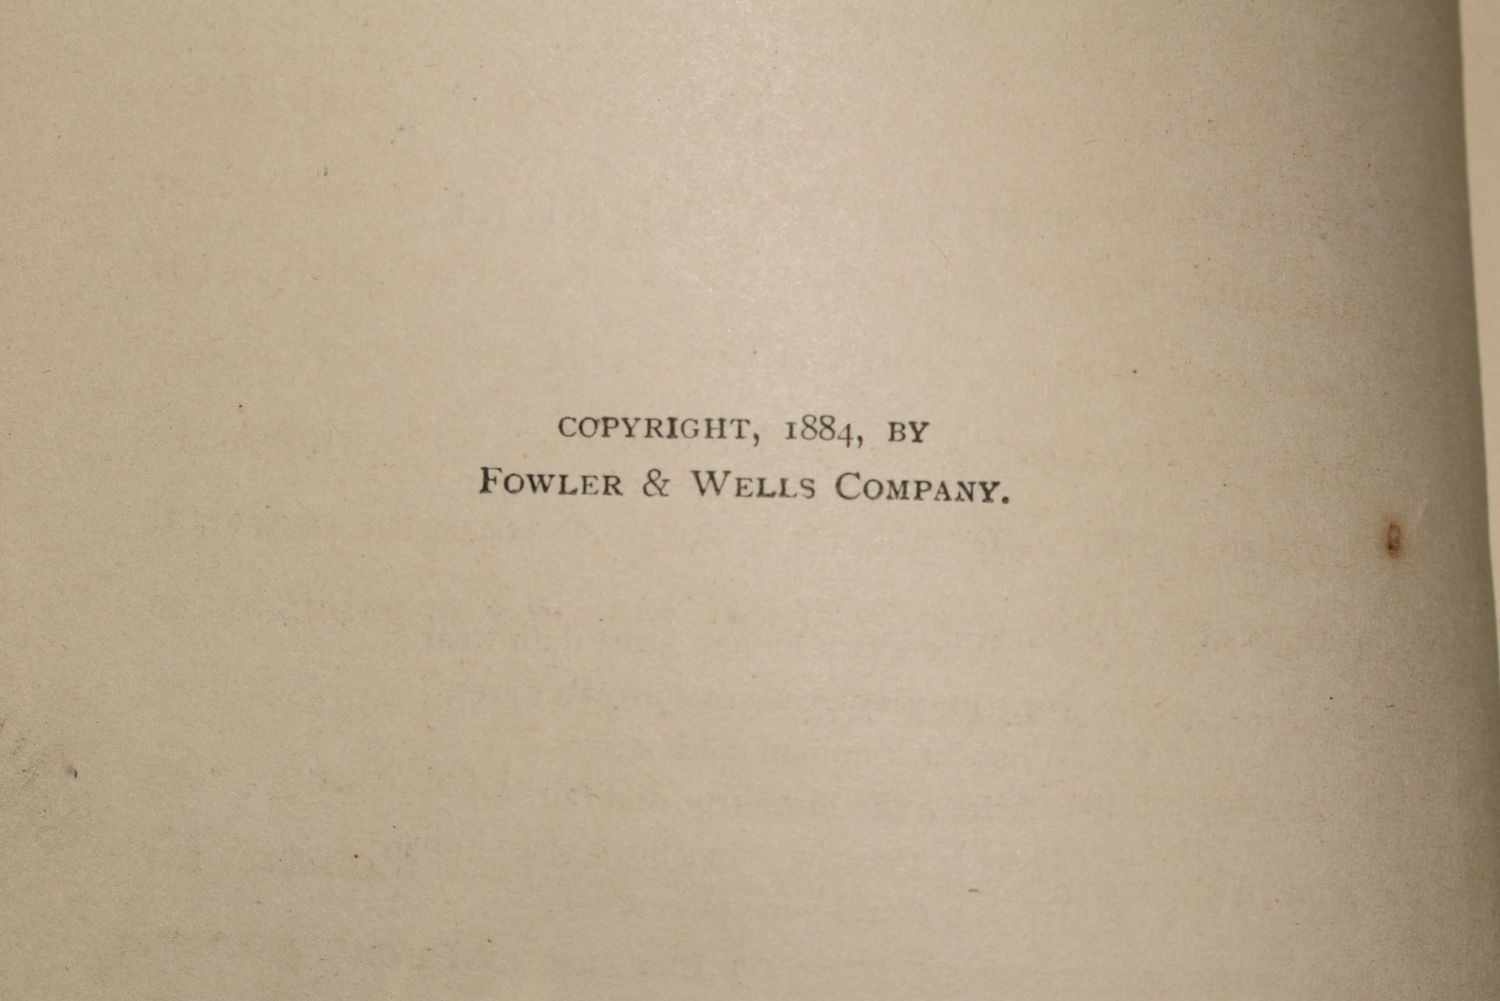 COPYRIGHT, 1884, BY
FOWLER & WELLS COMPANY.